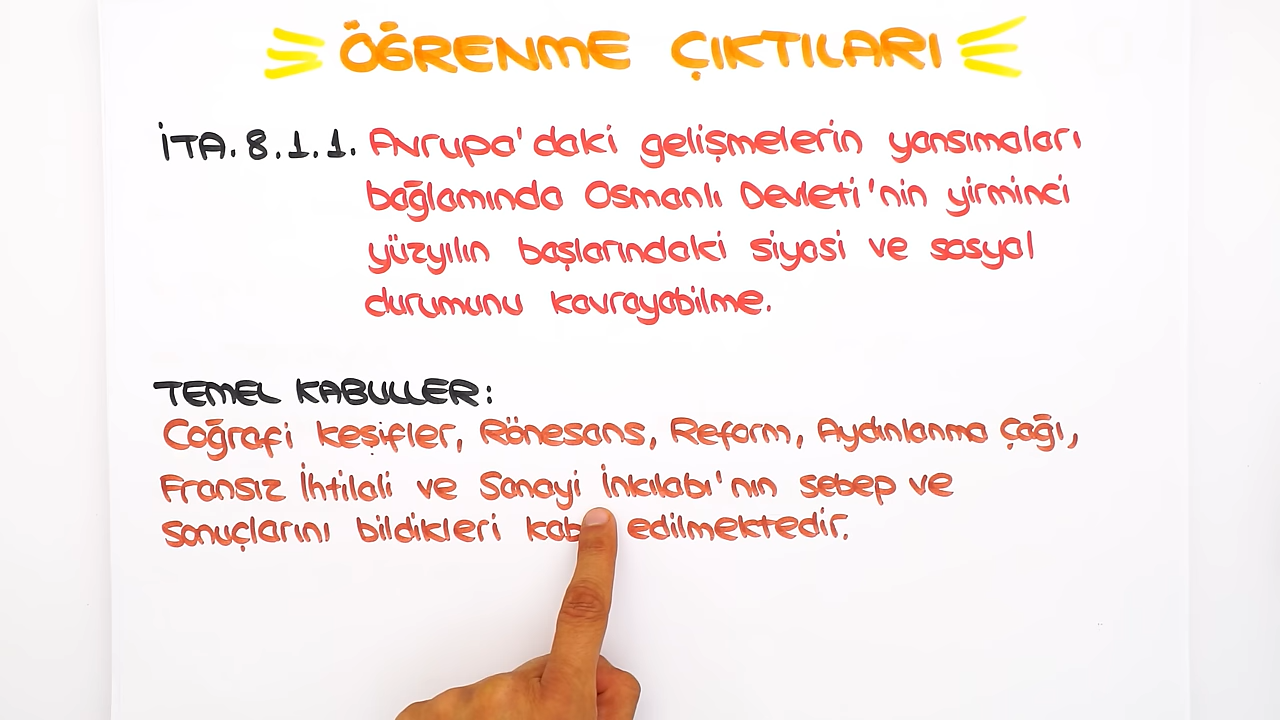 ÖĞRENME ÇIKTILARI
İTA.8.1.1. Avrupa'daki gelişmelerin yansımaları
bağlamında Osmanlı Devleti'nin yirminci
yüzyılın başlarındaki siyasi ve sosyal
durumunu kavrayabilme.
TEMEL KABULLER:
Coğrafi keşifler, Rönesans, Reform, Aydınlanma Çağı,
Fransız İhtilali ve Sanayi İnkılabı'nın sebep ve
sonuçlarını bildikleri edilmektedir.